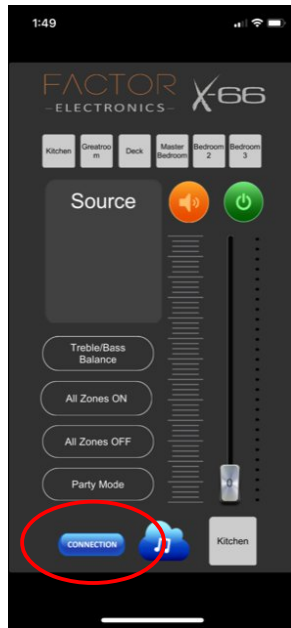 1:49
FACTOR
-ELECTRONICS-
X-66
Kitchen
Greatroo
m
Deck
Master
Bedroom
Bedroom
2
Bedroom
3
Source
Treble/Bass
Balance
All Zones ON
All Zones OFF
Party Mode
0
CONNECTION
Kitchen